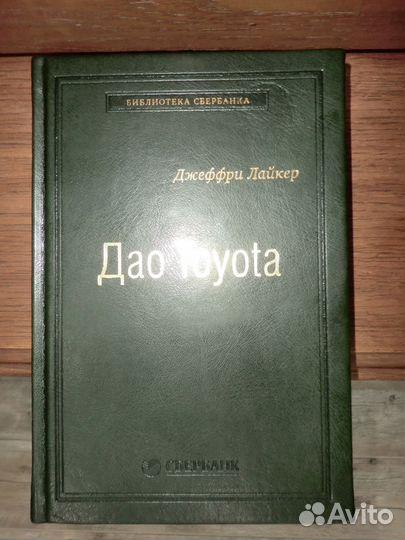 БИБЛИОТЕКА СБЕРБАНКА
Джеффри Лайкер
Дао Toyota
СБЕРБАНК
Avito